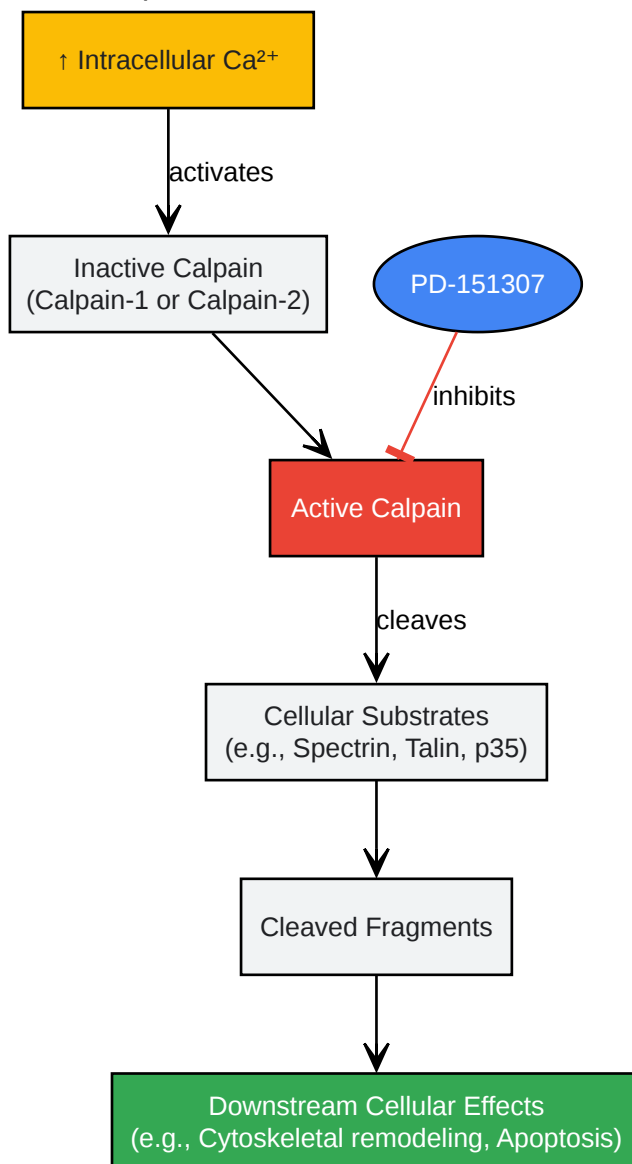 ↑ Intracellular Ca²⁺
activates
Inactive Calpain
(Calpain-1 or Calpain-2)
PD-151307
inhibits
Active Calpain
cleaves
Cellular Substrates
(e.g., Spectrin, Talin, p35)
Cleaved Fragments
Downstream Cellular Effects
(e.g., Cytoskeletal remodeling, Apoptosis)